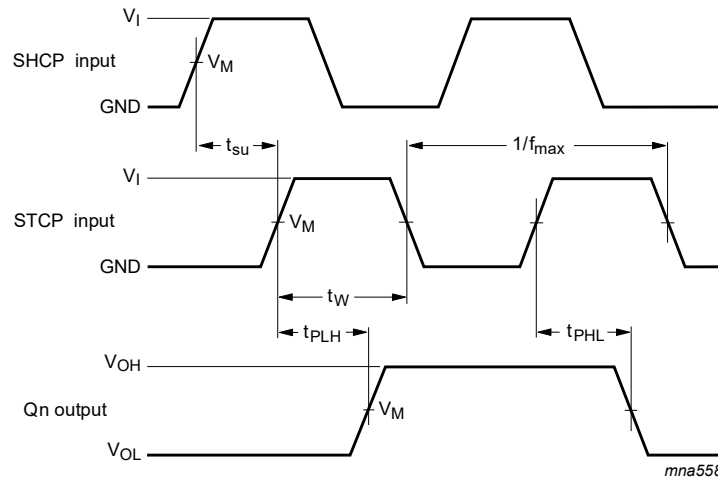 V_I
SHCP input
V_M
GND
t_su
1/f_max
V_I
STCP input
V_M
GND
t_W
t_PLH
t_PHL
V_OH
Qn output
V_M
V_OL
mna558